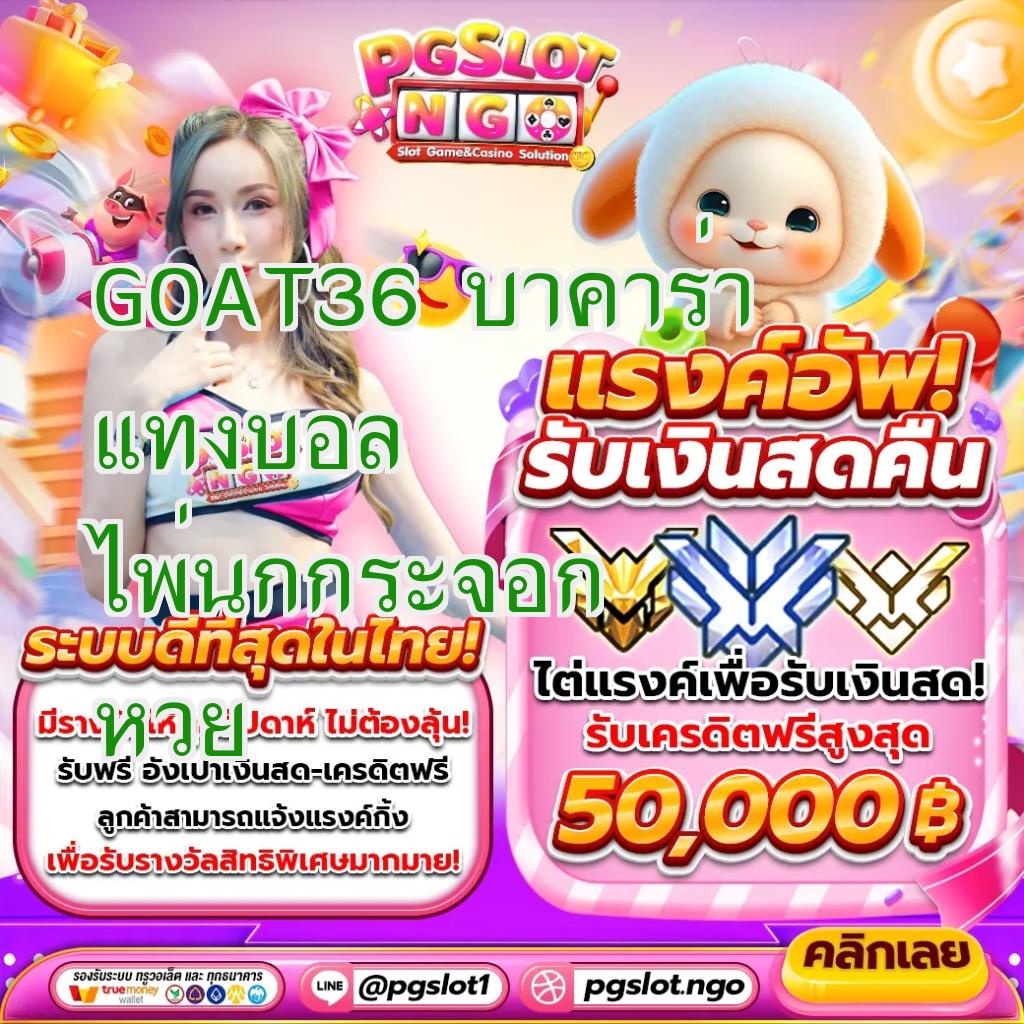 PGSLOT
NGO
Slot Game&Casino Solution
GOAT36 บาคาร่า
แทงบอล
ไพ่นกกระจอก
หวย
แรงค์อัพ!
รับเงินสดคืน
ไต่แรงค์เพื่อรับเงินสด!
รับเครดิตฟรีสูงสุด
50,000 ฿
ระบบดีที่สุดในไทย!
ไม่ต้องลุ้น!
รับฟรี อั่งเปาเงินสด-เครดิตฟรี
ลูกค้าสามารถแจ้งแรงค์กิ้ง
เพื่อรับรางวัลสิทธิพิเศษมากมาย!
คลิกเลย
รองรับระบบ ทรูวอเล็ต และ ทุกธนาคาร
truemoney
wallet
LINE @pgslot1
pgslot.ngo